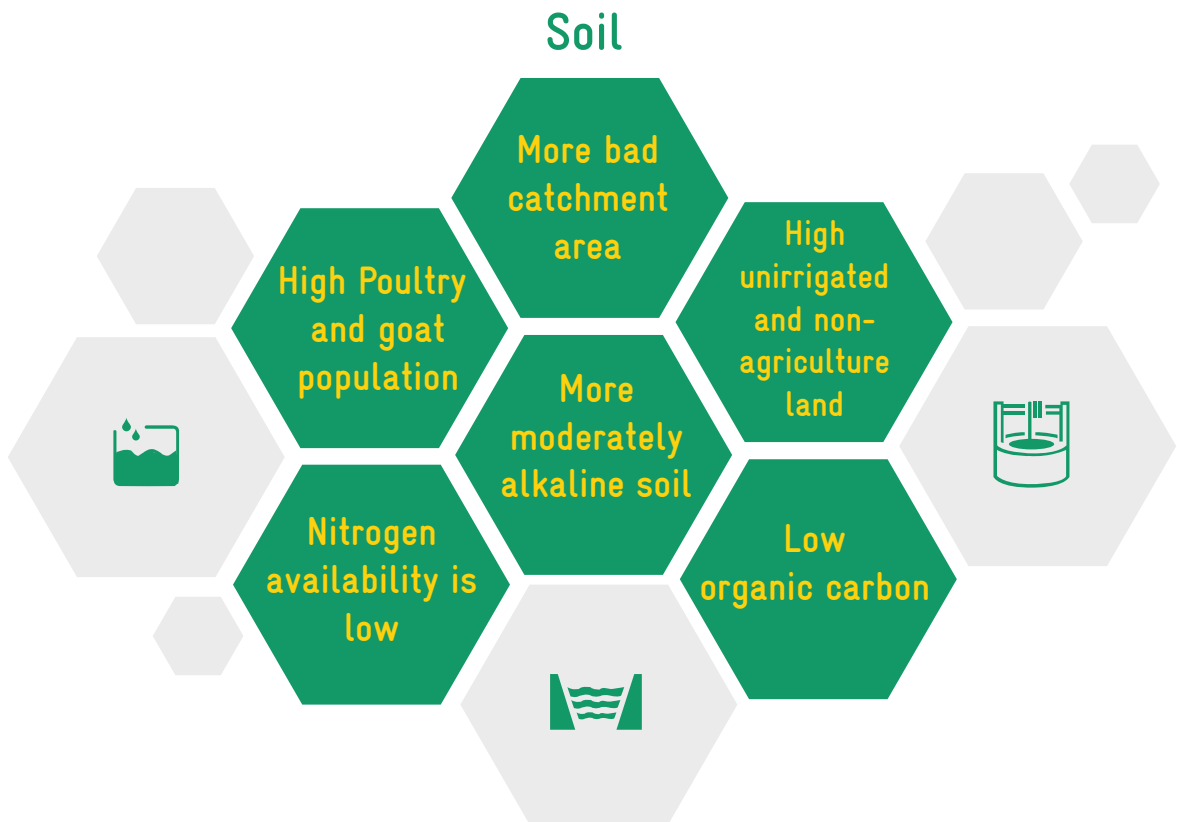 Soil
More bad
catchment
area
High Poultry
and goat
population
High
unirrigated
and non-
agriculture
land
More
moderately
alkaline soil
Nitrogen
availability is
low
Low
organic carbon